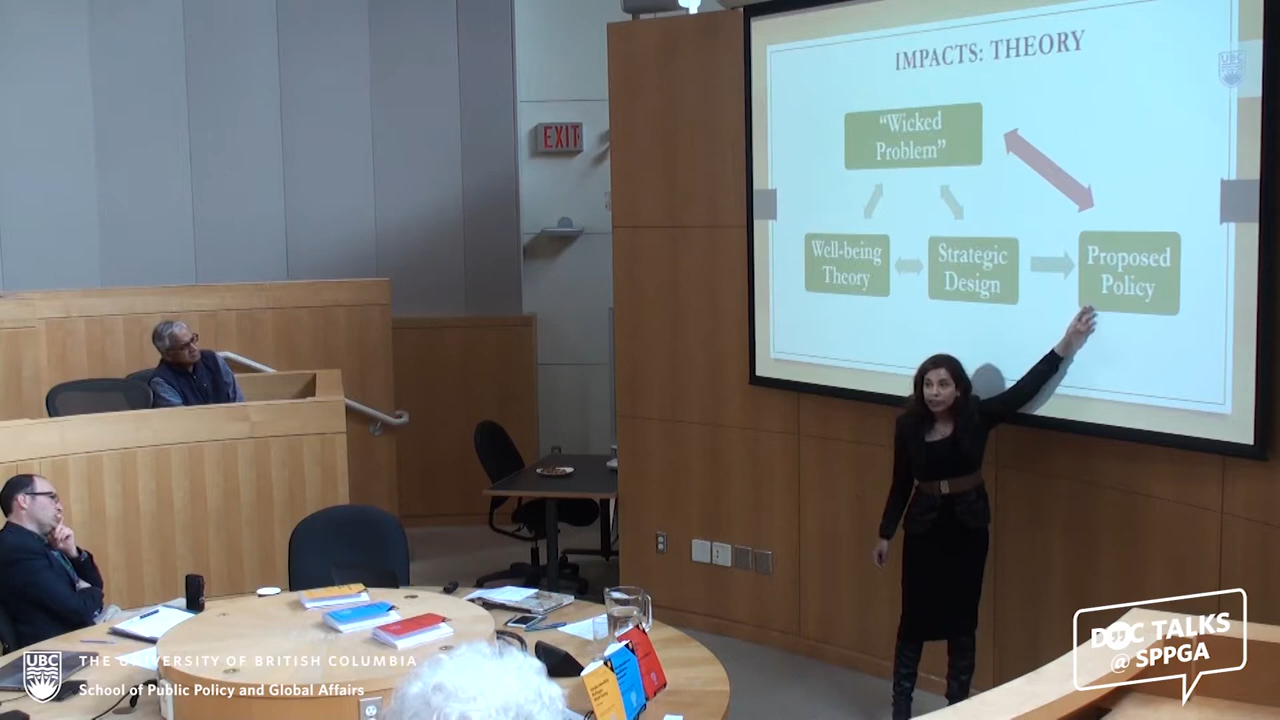 IMPACTS: THEORY
UBC
"Wicked
Problem"
Well-being
Theory
Strategic
Design
Proposed
Policy
EXIT
UBC
THE UNIVERSITY OF BRITISH COLUMBIA
School of Public Policy and Global Affairs
DOC TALKS
@ SPPGA